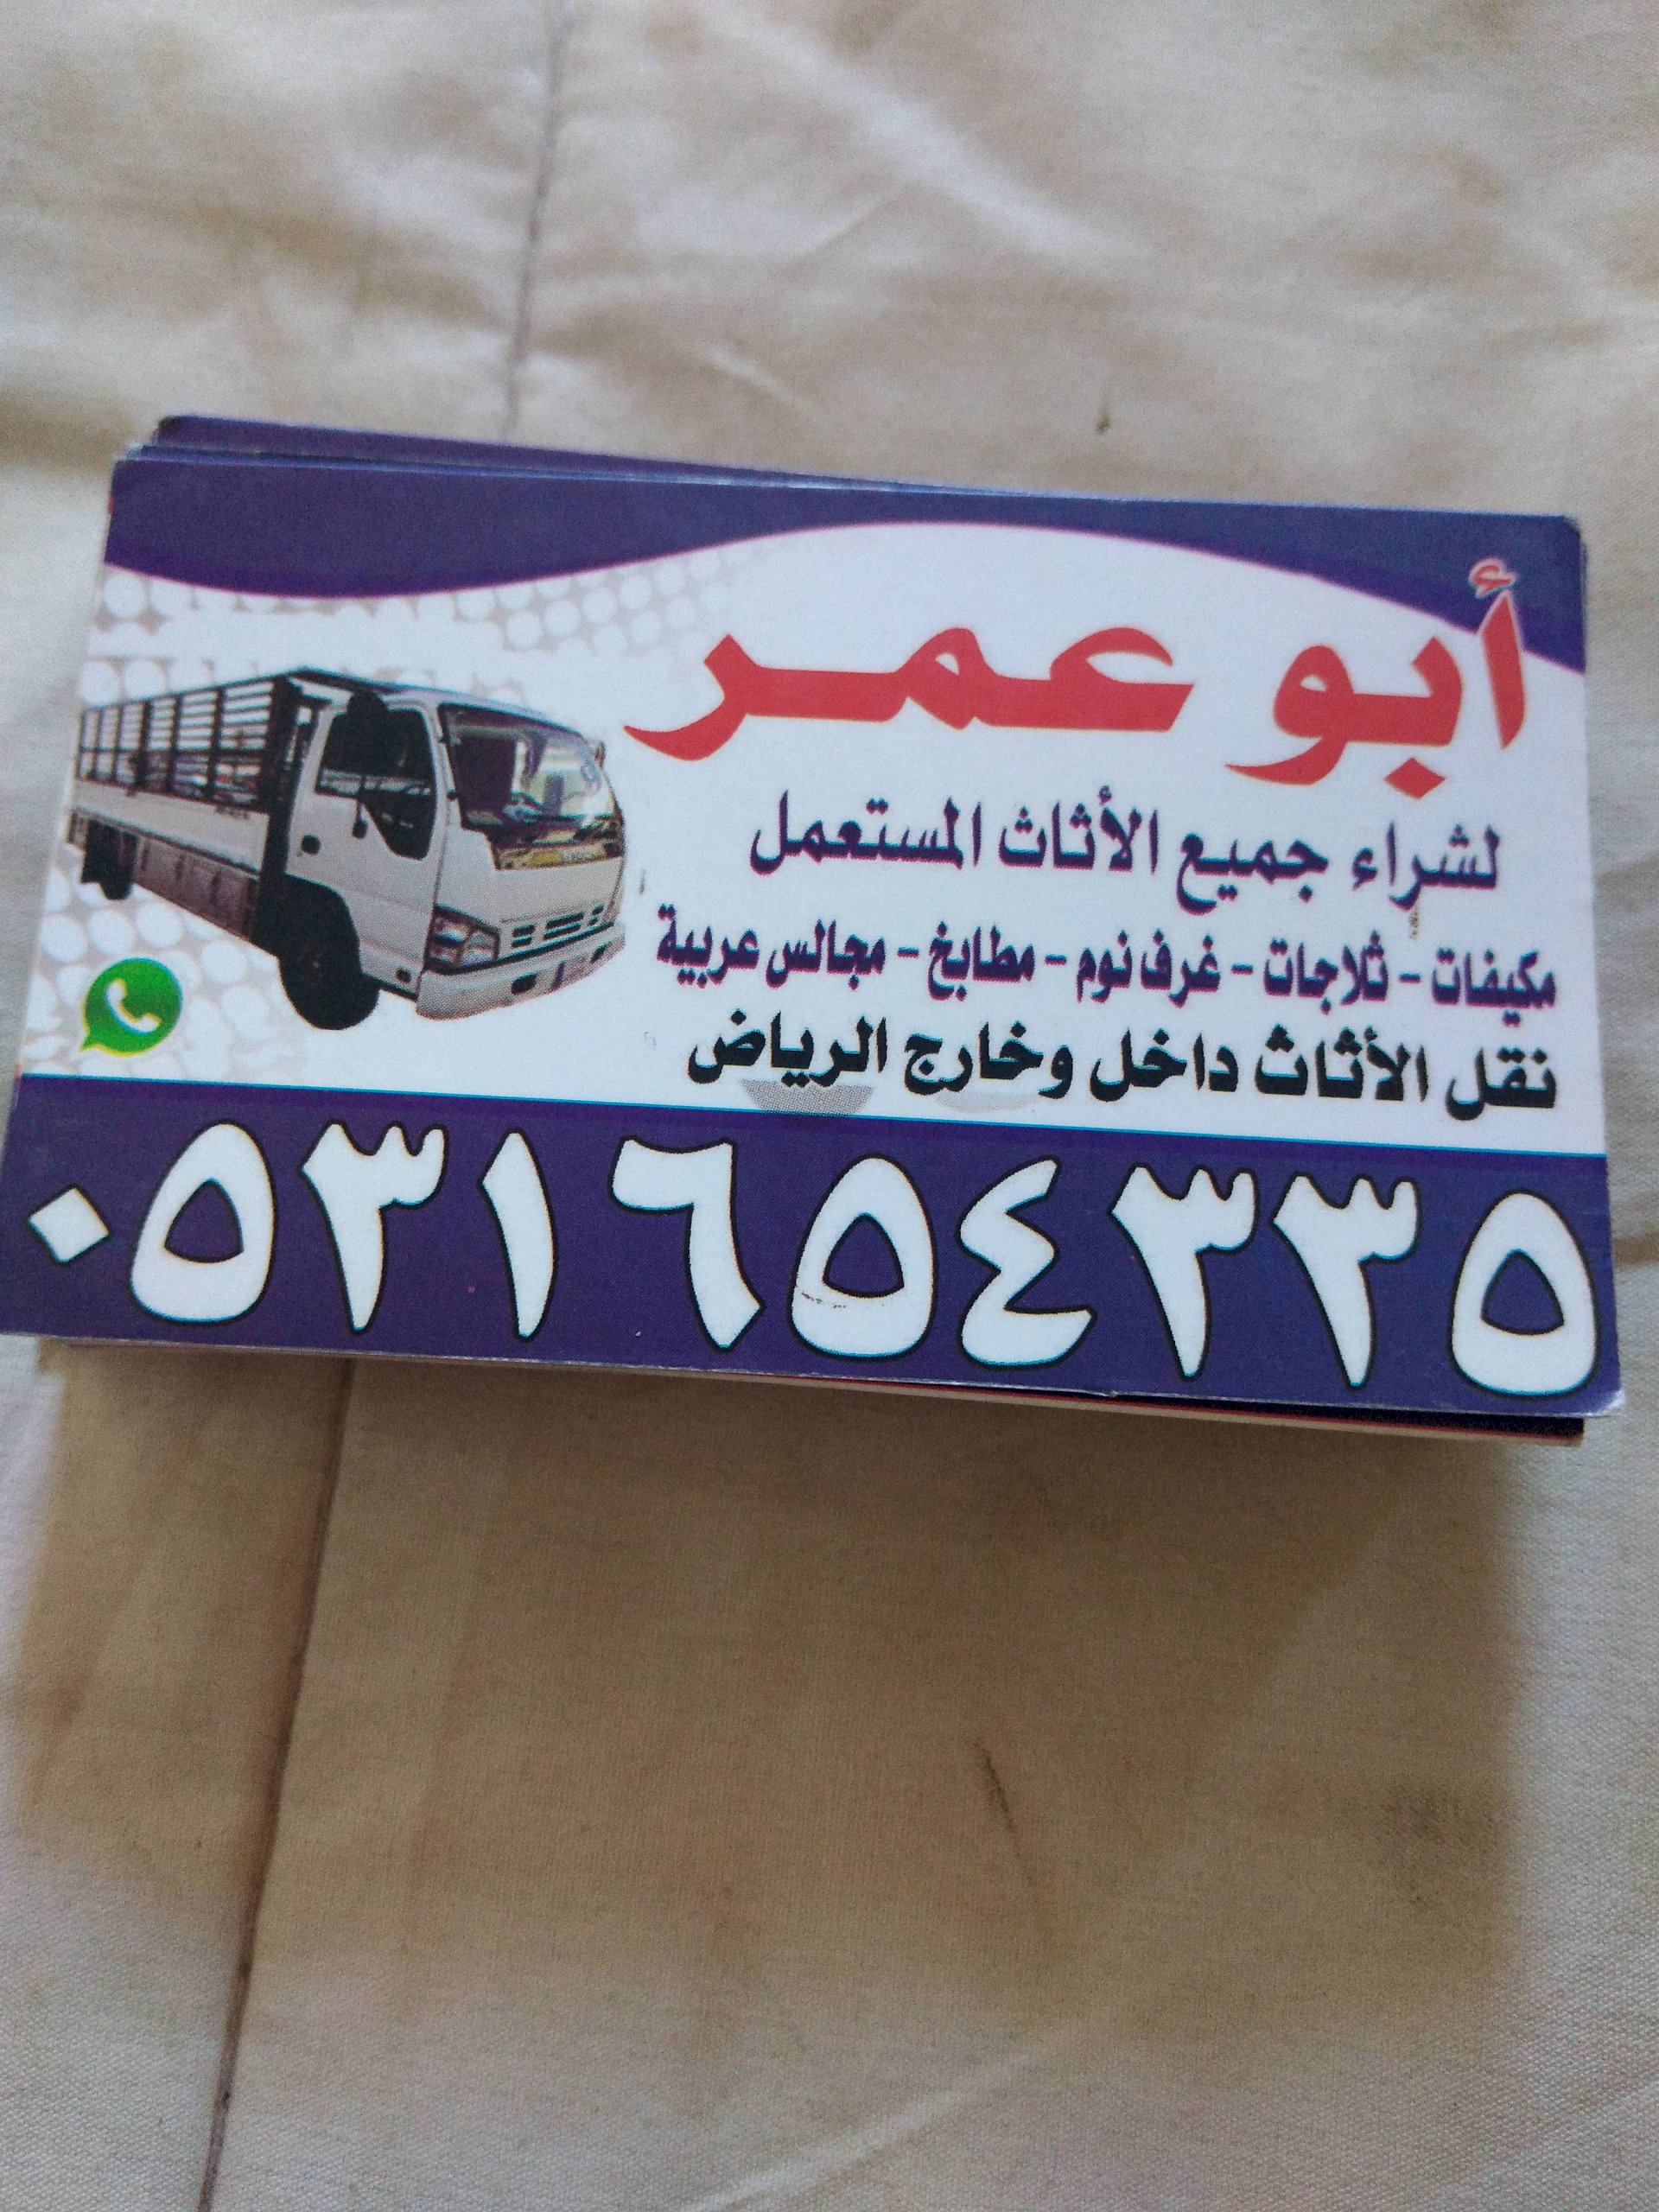 أبو عمر
لشراء جميع الأثاث المستعمل
مكيفات - ثلاجات - غرف نوم - مطابخ - مجالس عربية
نقل الأثاث داخل وخارج الرياض
٠٥٣١٦٥٤٣٣٥